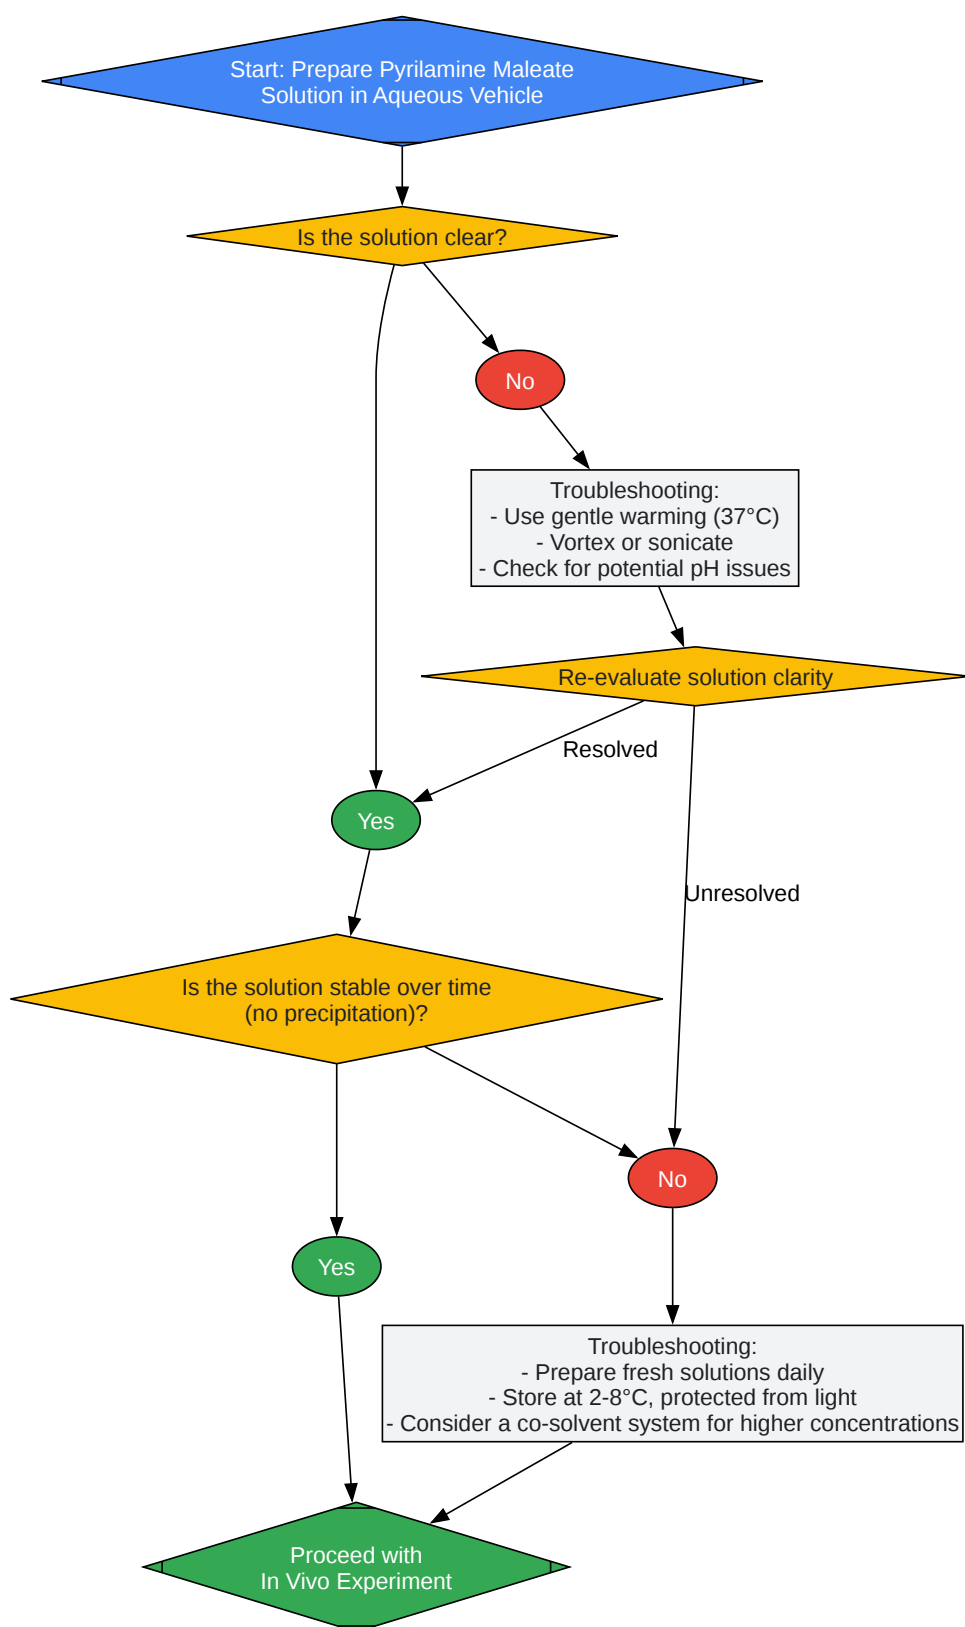 Start: Prepare Pyrilamine Maleate
Solution in Aqueous Vehicle
Is the solution clear?
No
Troubleshooting:
- Use gentle warming (37°C)
- Vortex or sonicate
- Check for potential pH issues
Re-evaluate solution clarity
Resolved
Yes
Unresolved
Is the solution stable over time
(no precipitation)?
No
Yes
Troubleshooting:
- Prepare fresh solutions daily
- Store at 2-8°C, protected from light
- Consider a co-solvent system for higher concentrations
Proceed with
In Vivo Experiment